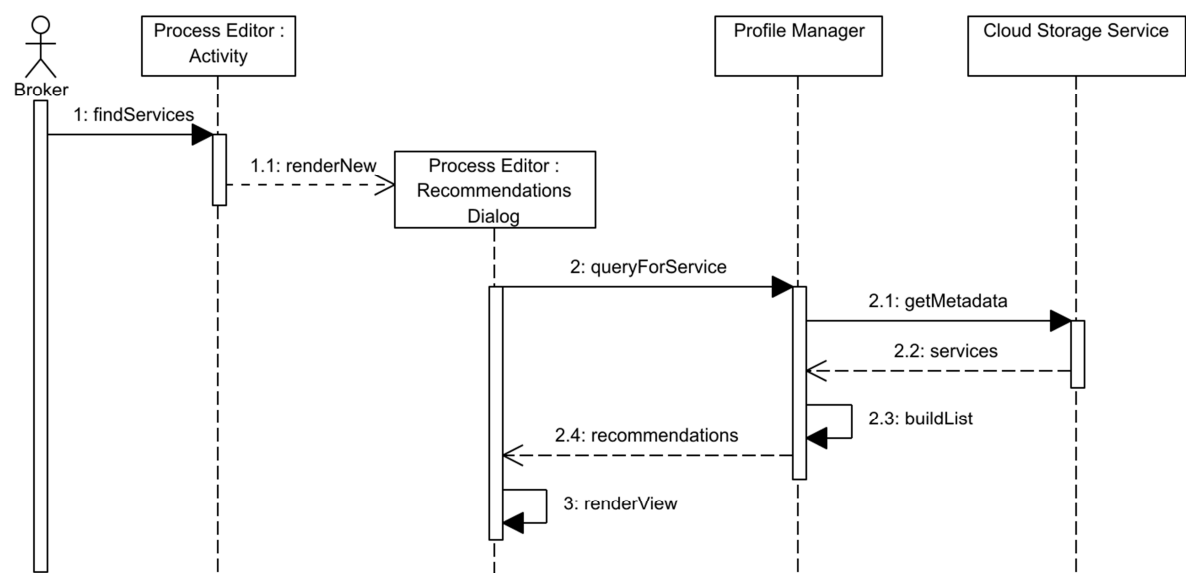 Process Editor :
Activity
Profile Manager
Cloud Storage Service
Broker
1: findServices
1.1: renderNew
Process Editor :
Recommendations
Dialog
2: queryForService
2.1: getMetadata
2.2: services
2.3: buildList
2.4: recommendations
3: renderView